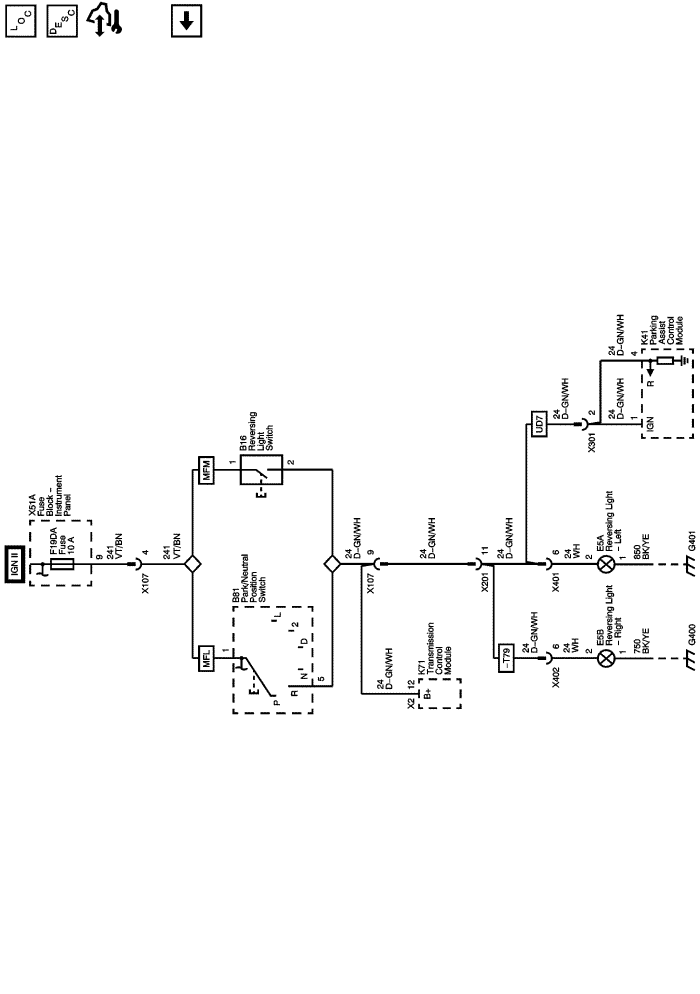 LOC
DESC
IGN II
X51A
Fuse
Block –
Instrument
Panel
F19DA
Fuse
10 A
9
241
VT/BN
4
X107
241
VT/BN
MFL
MFM
B81
Park/Neutral
Position
Switch
1
P
R
N
D
2
L
5
B16
Reversing
Light
Switch
1
2
24
D–GN/WH
9
X107
24
D–GN/WH
X2
12
K71
Transmission
Control
Module
B+
24
D–GN/WH
11
X201
24
D–GN/WH
UD7
24
D–GN/WH
2
X301
24
D–GN/WH
4
24
D–GN/WH
1
K41
Parking
Assist
Control
Module
R
IGN
6
X401
24
WH
2
E5A
Reversing Light
– Left
1
850
BK/YE
G401
–T79
24
D–GN/WH
6
X402
24
WH
2
E5B
Reversing Light
– Right
1
750
BK/YE
G400